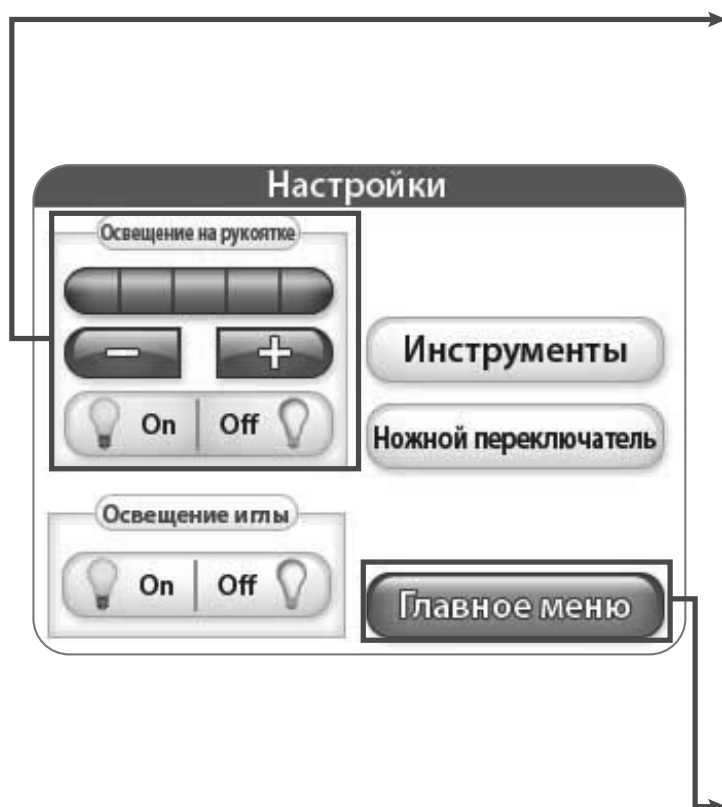 Настройки
Освещение на рукоятке
− +
On | Off
Инструменты
Ножной переключатель
Освещение иглы
On | Off
Главное меню